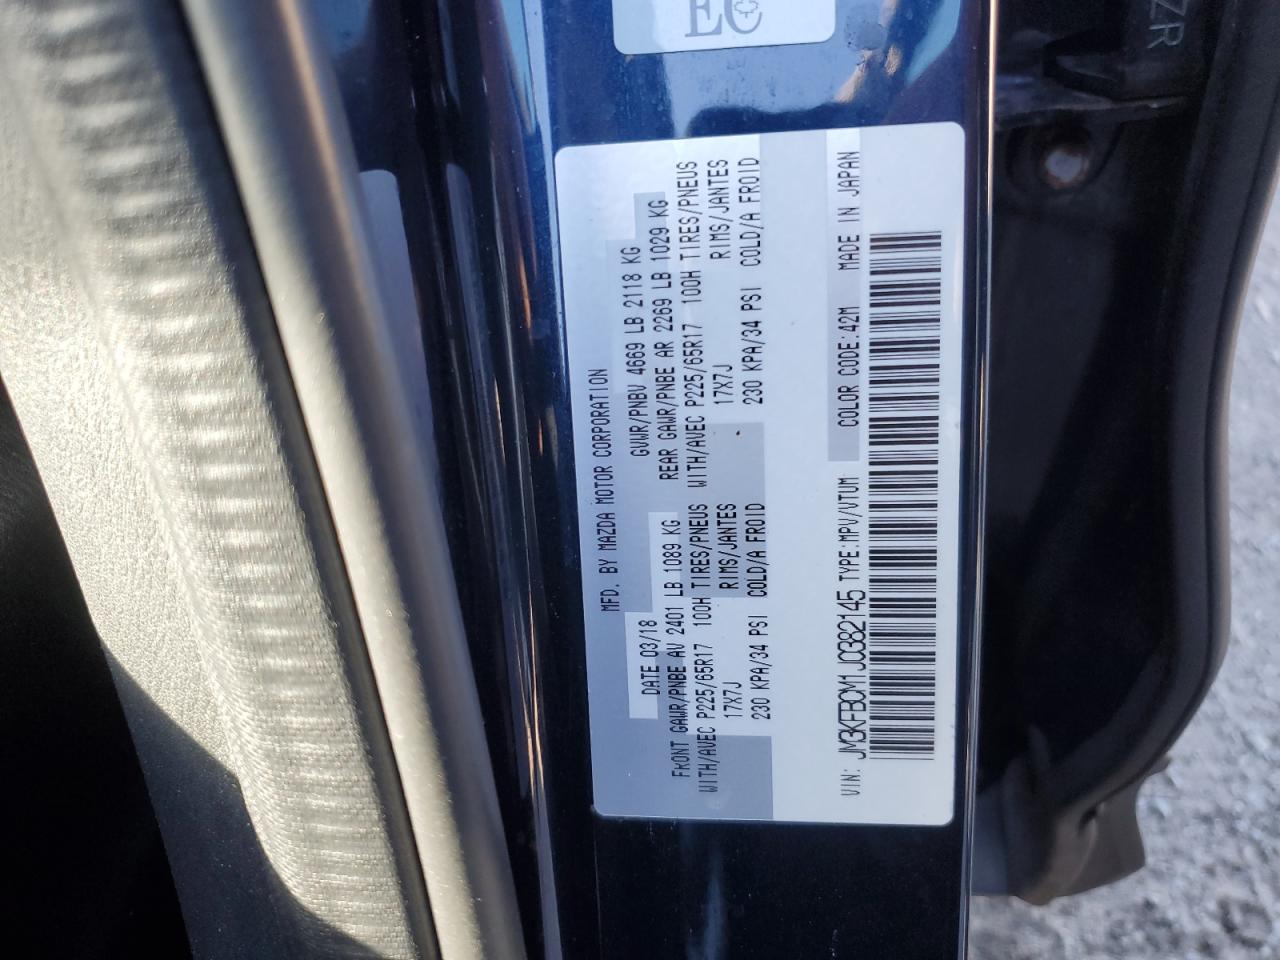 EC
MFD. BY MAZDA MOTOR CORPORATION
DATE 03/18 GVWR/PNBV 4669 LB 2118 KG
FRONT GAWR/PNBE AV 2401 LB 1089 KG REAR GAWR/PNBE AR 2269 LB 1029 KG
WITH/AVEC P225/65R17 100H TIRES/PNEUS WITH/AVEC P225/65R17 100H TIRES/PNEUS
17X7J RIMS/JANTES 17X7J RIMS/JANTES
230 KPA/34 PSI COLD/A FROID 230 KPA/34 PSI COLD/A FROID
VIN: JM3KFBCM1J0382145 TYPE:MPV/VTUM COLOR CODE:42M MADE IN JAPAN
ZR